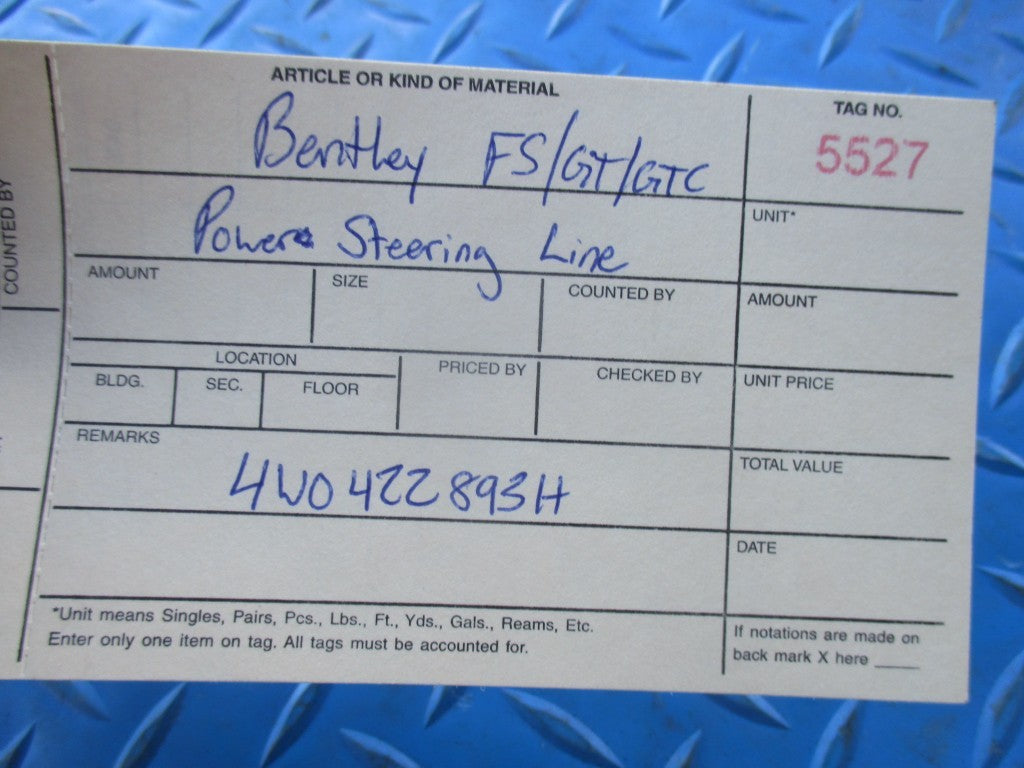 COUNTED BY
ARTICLE OR KIND OF MATERIAL
Bentley FS/GT/GTC
Power Steering Line
TAG NO.
5527
UNIT*
AMOUNT
SIZE
COUNTED BY
AMOUNT
LOCATION
BLDG.
SEC.
FLOOR
PRICED BY
CHECKED BY
UNIT PRICE
REMARKS
4W0422893H
TOTAL VALUE
DATE
*Unit means Singles, Pairs, Pcs., Lbs., Ft., Yds., Gals., Reams, Etc.
Enter only one item on tag. All tags must be accounted for.
If notations are made on
back mark X here ____